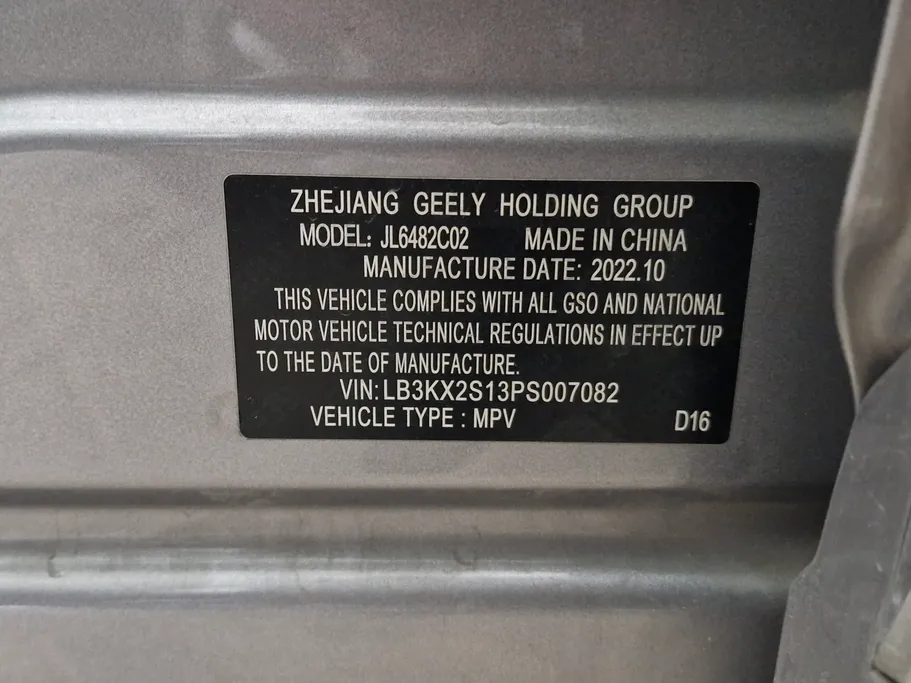 ZHEJIANG GEELY HOLDING GROUP
MODEL: JL6482C02 MADE IN CHINA
MANUFACTURE DATE: 2022.10
THIS VEHICLE COMPLIES WITH ALL GSO AND NATIONAL
MOTOR VEHICLE TECHNICAL REGULATIONS IN EFFECT UP
TO THE DATE OF MANUFACTURE.
VIN: LB3KX2S13PS007082
VEHICLE TYPE : MPV D16